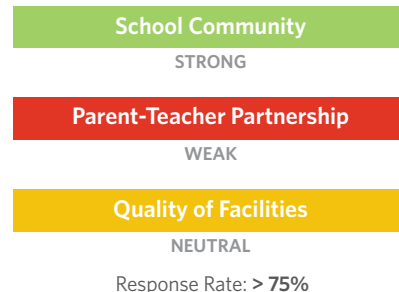 School Community
STRONG
Parent-Teacher Partnership
WEAK
Quality of Facilities
NEUTRAL
Response Rate: > 75%